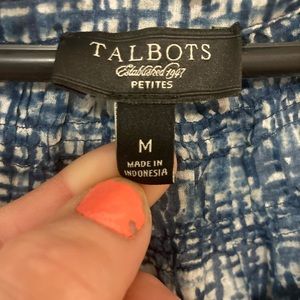 TALBOTS
Established 1947
PETITES
M
MADE IN
INDONESIA